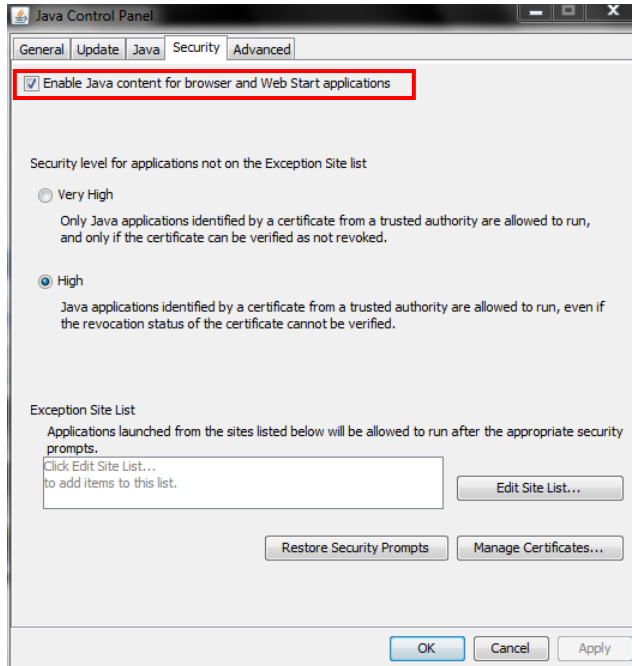 Java Control Panel
General Update Java Security Advanced
Enable Java content for browser and Web Start applications
Security level for applications not on the Exception Site list
Very High
Only Java applications identified by a certificate from a trusted authority are allowed to run,
and only if the certificate can be verified as not revoked.
High
Java applications identified by a certificate from a trusted authority are allowed to run, even if
the revocation status of the certificate cannot be verified.
Exception Site List
Applications launched from the sites listed below will be allowed to run after the appropriate security
prompts.
Click Edit Site List...
to add items to this list.
Edit Site List...
Restore Security Prompts Manage Certificates...
OK Cancel Apply